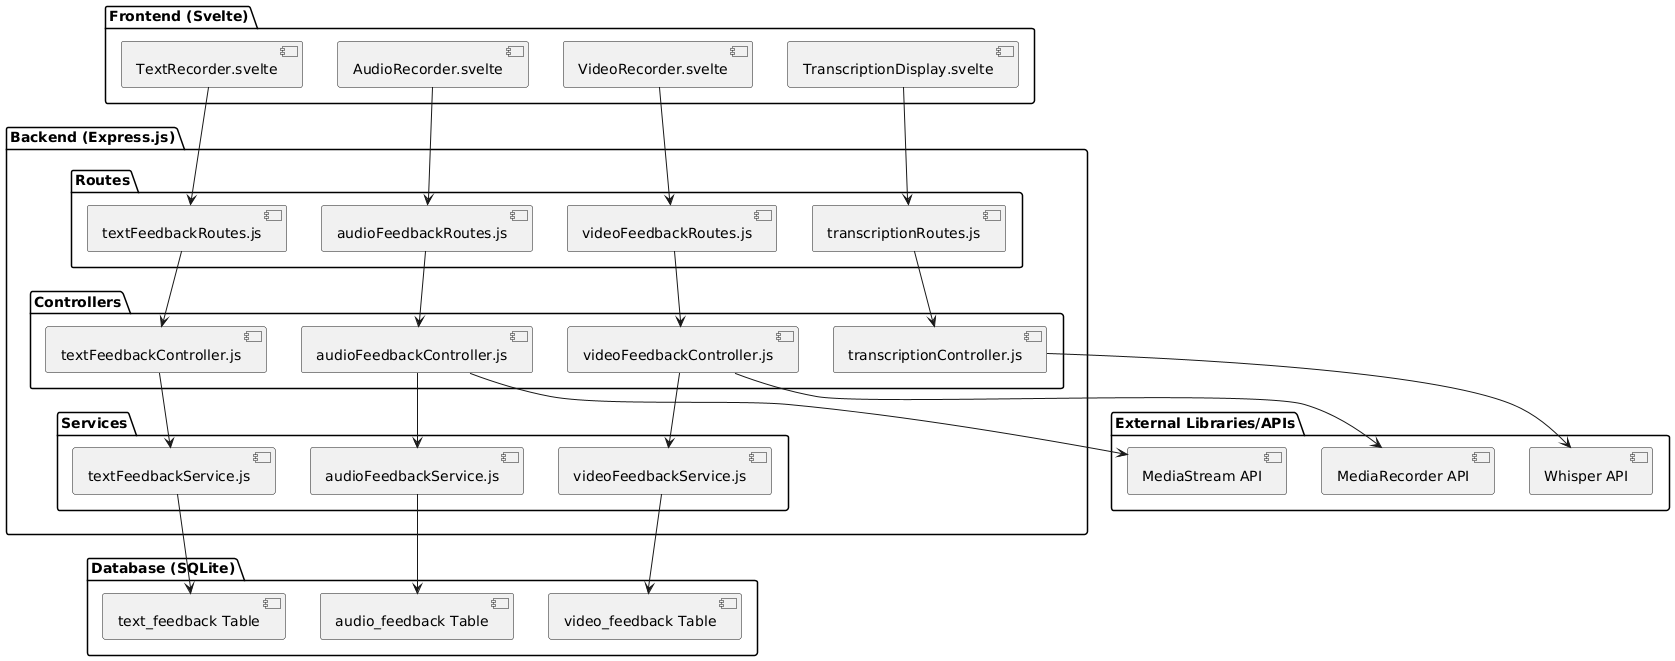 Frontend (Svelte)
TextRecorder.svelte
AudioRecorder.svelte
VideoRecorder.svelte
TranscriptionDisplay.svelte
Backend (Express.js)
Routes
textFeedbackRoutes.js
audioFeedbackRoutes.js
videoFeedbackRoutes.js
transcriptionRoutes.js
Controllers
textFeedbackController.js
audioFeedbackController.js
videoFeedbackController.js
transcriptionController.js
Services
textFeedbackService.js
audioFeedbackService.js
videoFeedbackService.js
External Libraries/APIs
MediaStream API
MediaRecorder API
Whisper API
Database (SQLite)
text_feedback Table
audio_feedback Table
video_feedback Table